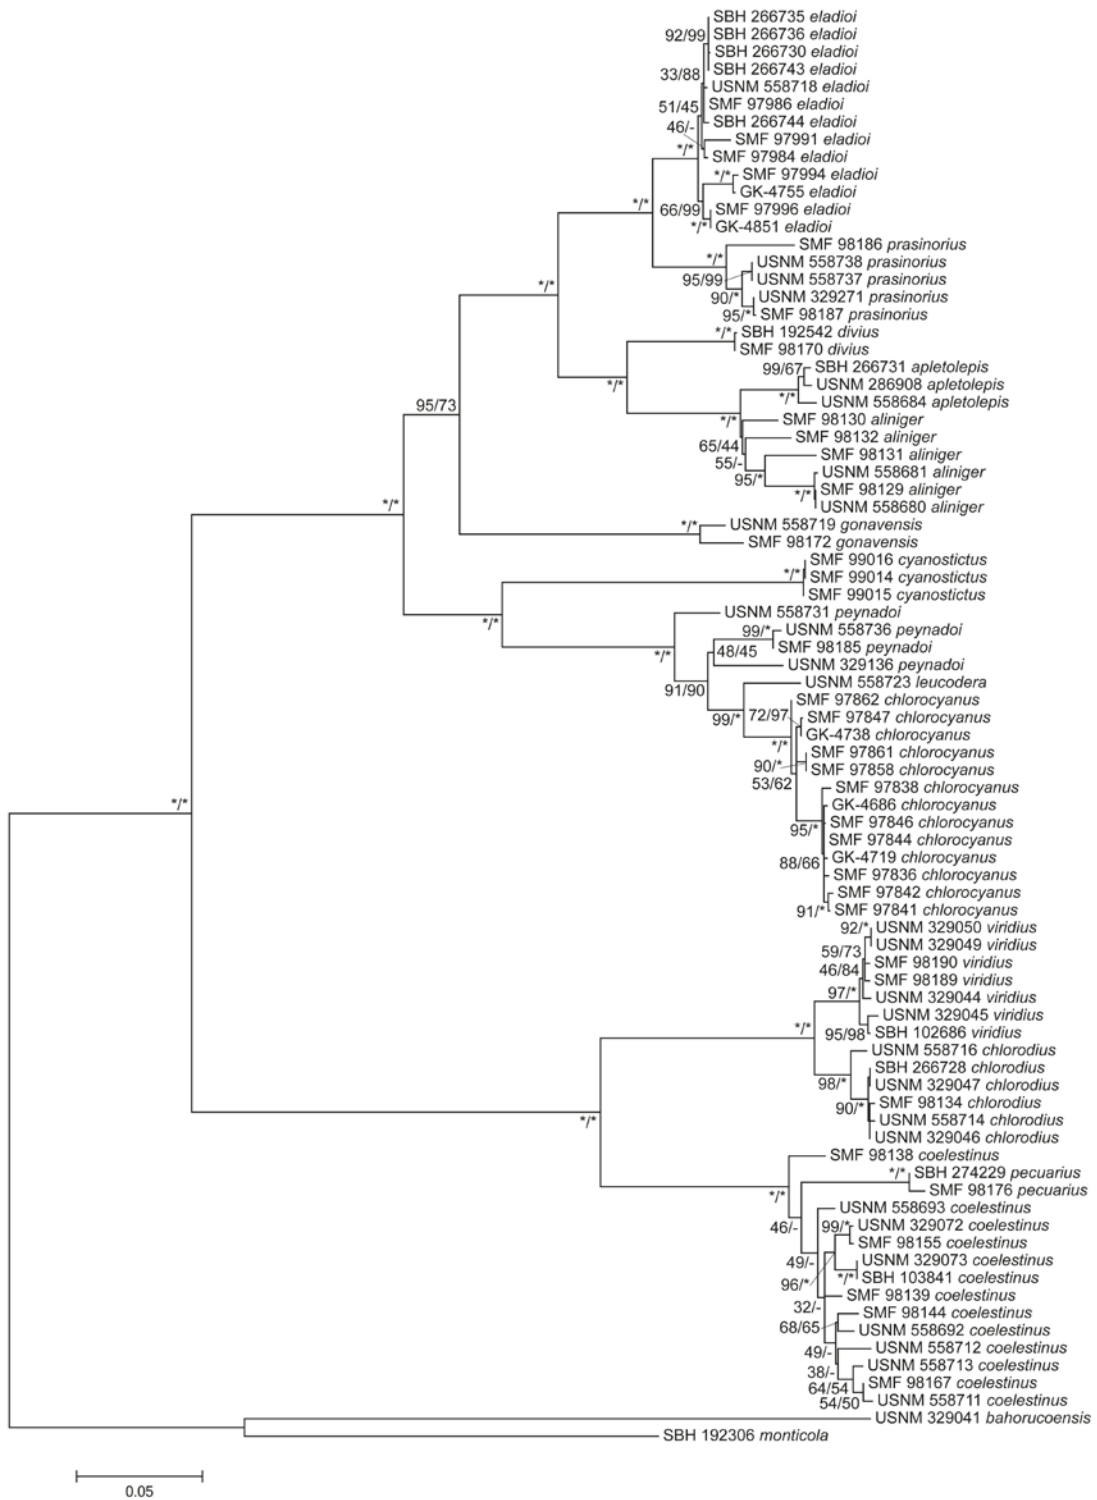 SBH 266735 eladioi
92/99
SBH 266736 eladioi
SBH 266730 eladioi
SBH 266743 eladioi
33/88
USNM 558718 eladioi
51/45
SMF 97986 eladioi
46/-
SBH 266744 eladioi
SMF 97991 eladioi
*/*
SMF 97984 eladioi
*/*
SMF 97994 eladioi
GK-4755 eladioi
*/*
66/99
SMF 97996 eladioi
*/*
GK-4851 eladioi
SMF 98186 prasinorius
*/*
USNM 558738 prasinorius
95/99
USNM 558737 prasinorius
*/*
90/*
USNM 329271 prasinorius
95/*
SMF 98187 prasinorius
*/*
SBH 192542 divius
SMF 98170 divius
99/67
SBH 266731 apletolepis
*/*
USNM 286908 apletolepis
*/*
USNM 558684 apletolepis
95/73
*/*
SMF 98130 aliniger
65/44
SMF 98132 aliniger
55/-
SMF 98131 aliniger
95/*
USNM 558681 aliniger
*/*
SMF 98129 aliniger
*/*
USNM 558680 aliniger
*/*
USNM 558719 gonavensis
SMF 98172 gonavensis
SMF 99016 cyanostictus
*/*
SMF 99014 cyanostictus
SMF 99015 cyanostictus
USNM 558731 peynadoi
*/*
99/*
USNM 558736 peynadoi
48/45
SMF 98185 peynadoi
*/*
USNM 329136 peynadoi
91/90
USNM 558723 leucodera
SMF 97862 chlorocyanus
99/*
72/97
SMF 97847 chlorocyanus
GK-4738 chlorocyanus
*/*
SMF 97861 chlorocyanus
90/*
SMF 97858 chlorocyanus
53/62
SMF 97838 chlorocyanus
*/*
GK-4686 chlorocyanus
SMF 97846 chlorocyanus
95/*
SMF 97844 chlorocyanus
88/66
GK-4719 chlorocyanus
SMF 97836 chlorocyanus
SMF 97842 chlorocyanus
91/*
SMF 97841 chlorocyanus
92/*
USNM 329050 viridius
59/73
USNM 329049 viridius
46/84
SMF 98190 viridius
SMF 98189 viridius
97/*
USNM 329044 viridius
USNM 329045 viridius
*/*
95/98
SBH 102686 viridius
USNM 558716 chlorodius
SBH 266728 chlorodius
98/*
USNM 329047 chlorodius
90/*
SMF 98134 chlorodius
*/*
USNM 558714 chlorodius
USNM 329046 chlorodius
SMF 98138 coelestinus
*/*
SBH 274229 pecuarius
*/*
SMF 98176 pecuarius
USNM 558693 coelestinus
46/-
99/*
USNM 329072 coelestinus
SMF 98155 coelestinus
49/-
USNM 329073 coelestinus
96/*
*/*
SBH 103841 coelestinus
SMF 98139 coelestinus
32/-
SMF 98144 coelestinus
68/65
USNM 558692 coelestinus
49/-
USNM 558712 coelestinus
38/-
USNM 558713 coelestinus
64/54
SMF 98167 coelestinus
54/50
USNM 558711 coelestinus
USNM 329041 bahorucoensis
SBH 192306 monticola
0.05